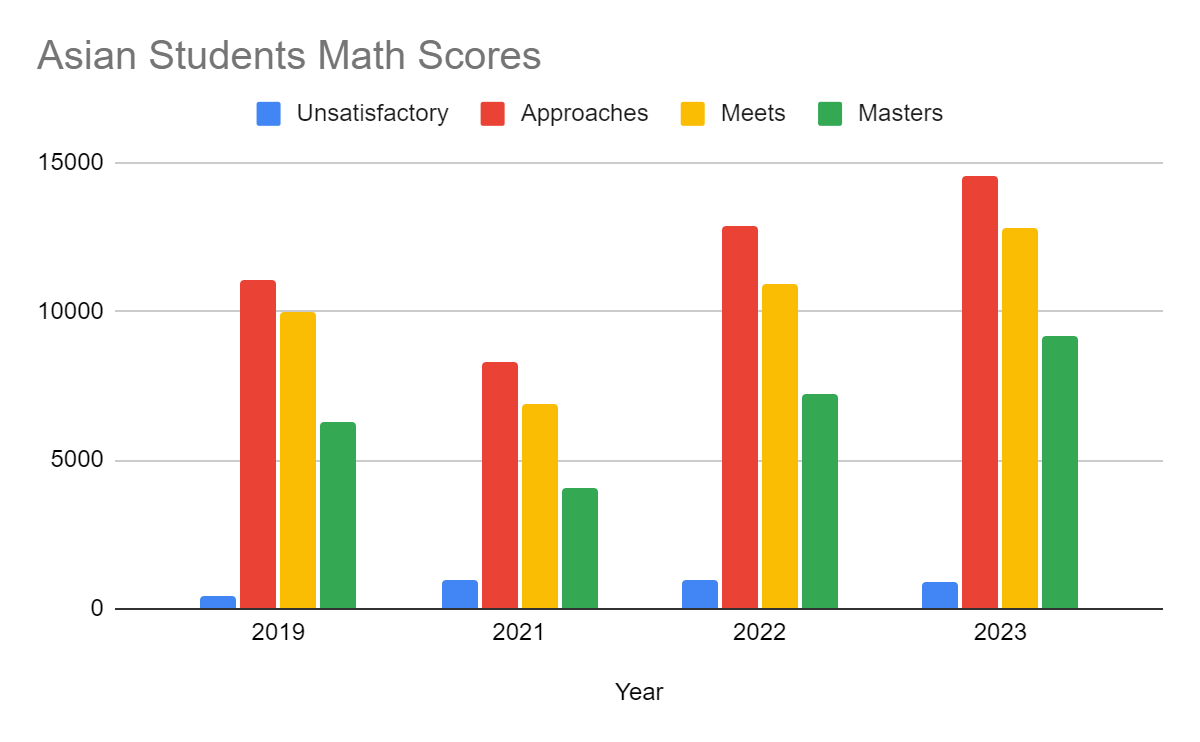 Asian Students Math Scores
Unsatisfactory Approaches Meets Masters
15000
10000
5000
0
2019 2021 2022 2023
Year